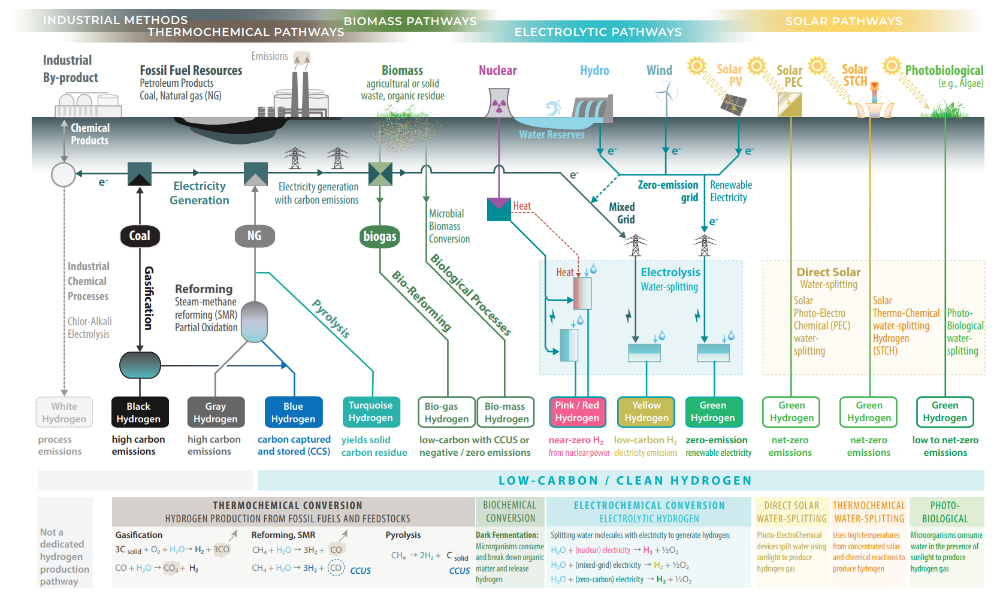 INDUSTRIAL METHODS
THERMOCHEMICAL PATHWAYS
BIOMASS PATHWAYS
ELECTROLYTIC PATHWAYS
SOLAR PATHWAYS
Industrial
By-product
Fossil Fuel Resources
Petroleum Products
Coal, Natural gas (NG)
Emissions
Biomass
agricultural or solid
waste, organic residue
Nuclear
Hydro
Wind
Solar
PV
Solar
PEC
Solar
STCH
Photobiological
(e.g., Algae)
Chemical
Products
Water Reserves
e-
e-
e-
e-
Electricity
Generation
Electricity generation
with carbon emissions
e-
Zero-emission
grid
Renewable
Electricity
Mixed
Grid
Heat
e-
Coal
NG
biogas
Microbial
Biomass
Conversion
Industrial
Chemical
Processes
Chlor-Alkali
Electrolysis
Gasification
Reforming
Steam-methane
reforming (SMR)
Partial Oxidation
Pyrolysis
Bio-Reforming
Biological Processes
Heat
Electrolysis
Water-splitting
Direct Solar
Water-splitting
Solar
Photo-Electro
Chemical (PEC)
water-
splitting
Solar
Thermo-Chemical
water-splitting
Hydrogen
(STCH)
Photo-
Biological
water-
splitting
White
Hydrogen
Black
Hydrogen
Gray
Hydrogen
Blue
Hydrogen
Turquoise
Hydrogen
Bio-gas
Hydrogen
Bio-mass
Hydrogen
Pink / Red
Hydrogen
Yellow
Hydrogen
Green
Hydrogen
Green
Hydrogen
Green
Hydrogen
Green
Hydrogen
process
emissions
high carbon
emissions
high carbon
emissions
carbon captured
and stored (CCS)
yields solid
carbon residue
low-carbon with CCUS or
negative / zero emissions
near-zero H₂
from nuclear power
low-carbon H₂
electricity emissions
zero-emission
renewable electricity
net-zero
emissions
net-zero
emissions
low to net-zero
emissions
LOW-CARBON / CLEAN HYDROGEN
Not a
dedicated
hydrogen
production
pathway
THERMOCHEMICAL CONVERSION
HYDROGEN PRODUCTION FROM FOSSIL FUELS AND FEEDSTOCKS
Gasification
3C solid + O₂ + H₂O → H₂ + 3CO
CO + H₂O → CO₂ + H₂
Reforming, SMR
CH₄ + H₂O → 3H₂ + CO
CH₄ + H₂O → 3H₂ + CO CCUS
Pyrolysis
CH₄ → 2H₂ + C solid
CCUS
BIOCHEMICAL
CONVERSION
Dark Fermentation:
Microrganisms consume
and break down organic
matter and release
hydrogen
ELECTROCHEMICAL CONVERSION
ELECTROLYTIC HYDROGEN
Splitting water molecules with electricity to generate hydrogen:
H₂O + (nuclear) electricity → H₂ + ½O₂
H₂O + (mixed-grid) electricity → H₂ + ½O₂
H₂O + (zero-carbon) electricity → H₂ + ½O₂
DIRECT SOLAR
WATER-SPLITTING
Photo-ElectroChemical
devices split water using
sunlight to produce
hydrogen gas
THERMOCHEMICAL
WATER-SPLITTING
Uses high temperatures
from concentrated solar
and chemical reactions to
produce hydrogen
PHOTO-
BIOLOGICAL
Microorganisms consume
water in the presence of
sunlight to produce
hydrogen gas